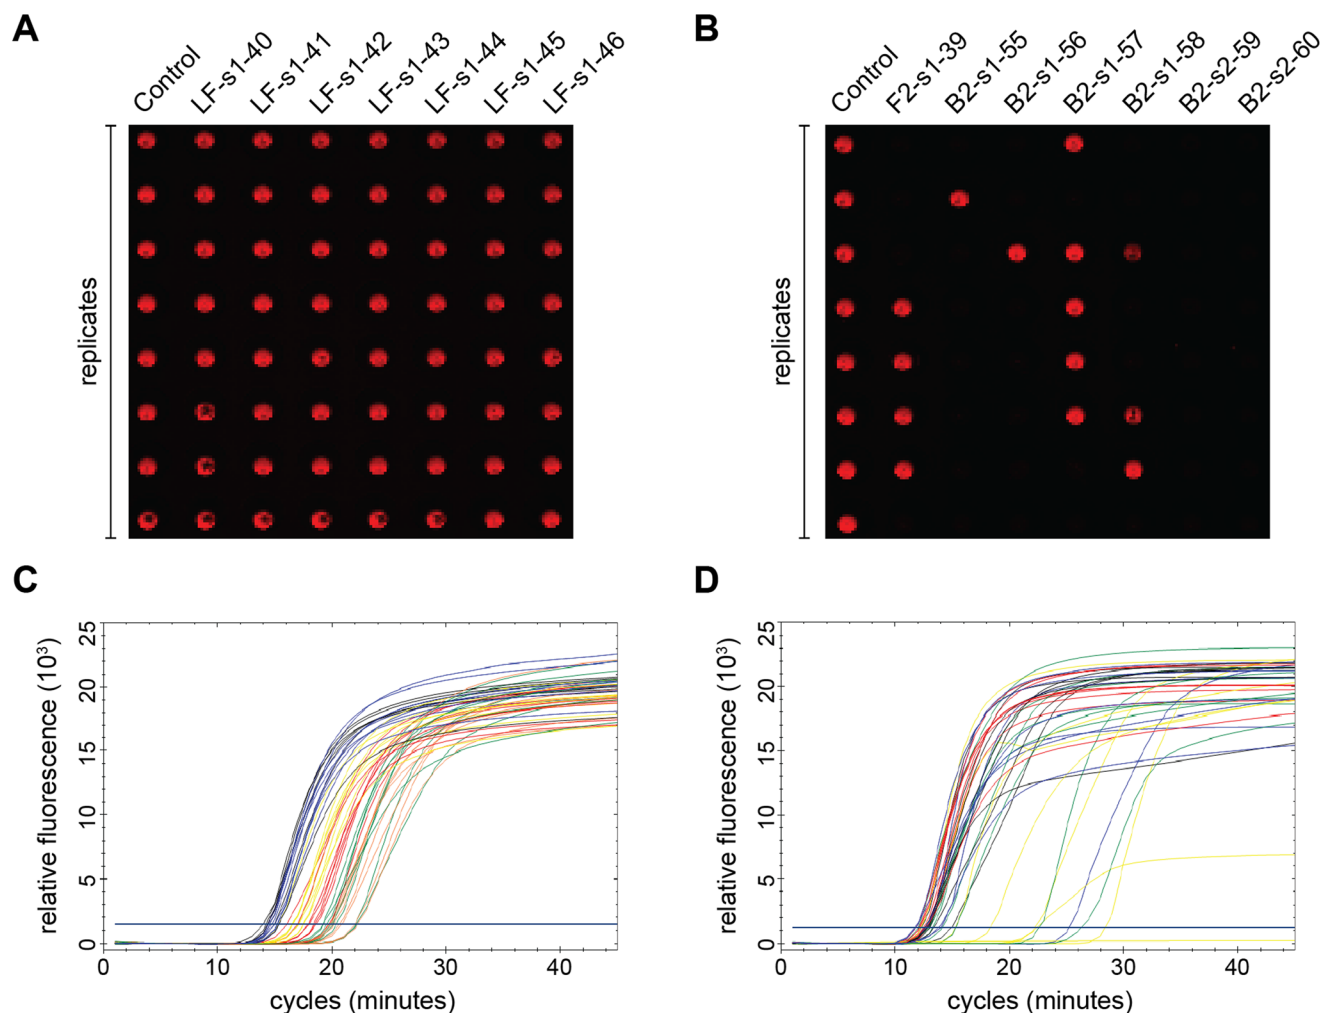 A
Control
LF-s1-40
LF-s1-41
LF-s1-42
LF-s1-43
LF-s1-44
LF-s1-45
LF-s1-46
replicates
B
Control
F2-s1-39
B2-s1-55
B2-s1-56
B2-s1-57
B2-s1-58
B2-s2-59
B2-s2-60
replicates
C
relative fluorescence (10³)
25
20
15
10
5
0
0 10 20 30 40
cycles (minutes)
D
relative fluorescence (10³)
25
20
15
10
5
0
0 10 20 30 40
cycles (minutes)